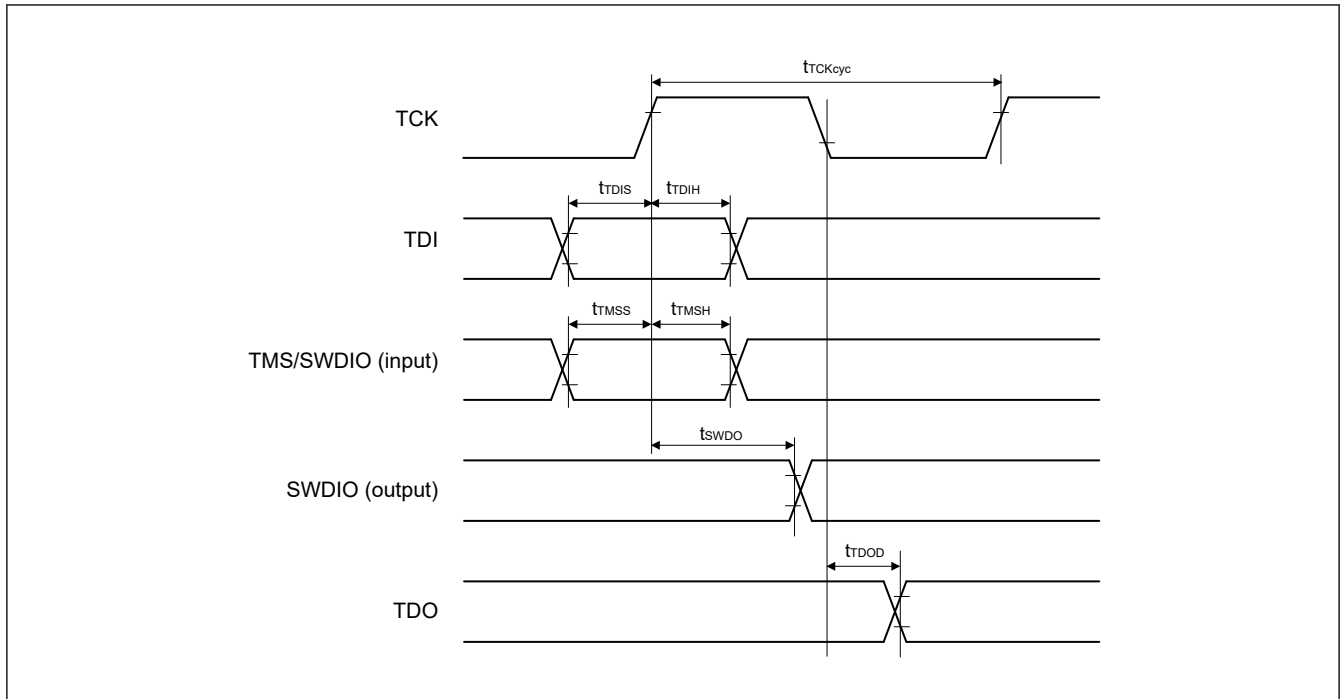 tTCKcyc
TCK
tTDIS tTDIH
TDI
tTMSS tTMSH
TMS/SWDIO (input)
tSWDO
SWDIO (output)
tTDOD
TDO